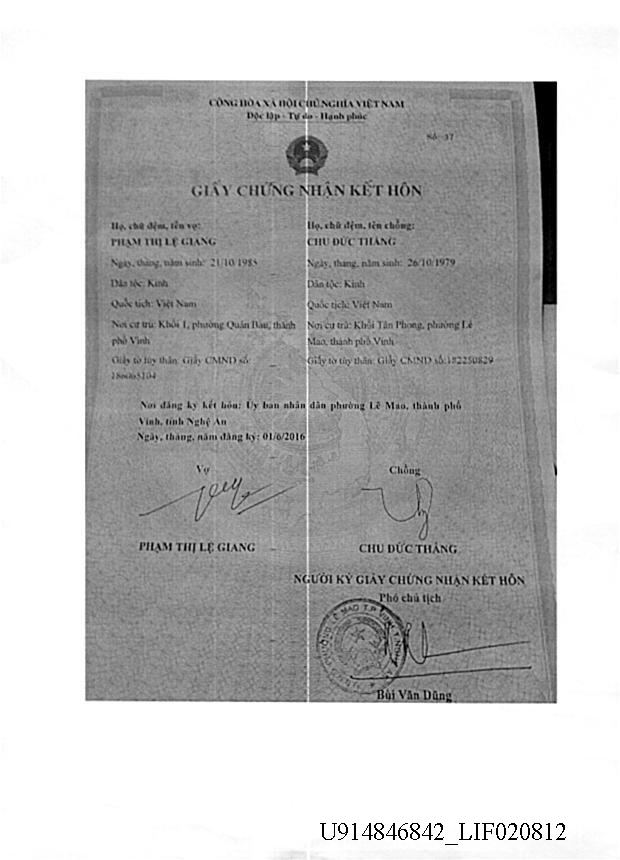 CỘNG HÒA XÃ HỘI CHỦ NGHĨA VIỆT NAM
Độc lập - Tự do - Hạnh phúc
Số: 37
GIẤY CHỨNG NHẬN KẾT HÔN
Họ, chữ đệm, tên vợ:
PHẠM THỊ LỆ GIANG
Ngày, tháng, năm sinh: 21/10/1985
Dân tộc: Kinh
Quốc tịch: Việt Nam
Nơi cư trú: Khối 1, phường Quán Bàu, thành
phố Vinh
Giấy tờ tùy thân: Giấy CMND số:
Họ, chữ đệm, tên chồng:
CHU ĐỨC THẮNG
Ngày, tháng, năm sinh: 26/10/1979
Dân tộc: Kinh
Quốc tịch: Việt Nam
Nơi cư trú: Khối Tân Phong, phường Lê
Mao, thành phố Vinh
Giấy tờ tùy thân: Giấy CMND số:182250829
Nơi đăng ký kết hôn: Ủy ban nhân dân phường Lê Mao, thành phố
Vinh, tỉnh Nghệ An
Ngày, tháng, năm đăng ký: 01/6/2016
Vợ
PHẠM THỊ LỆ GIANG
Chồng
CHU ĐỨC THẮNG
NGƯỜI KÝ GIẤY CHỨNG NHẬN KẾT HÔN
Phó chủ tịch
Bùi Văn Dũng
U914846842_LIF020812